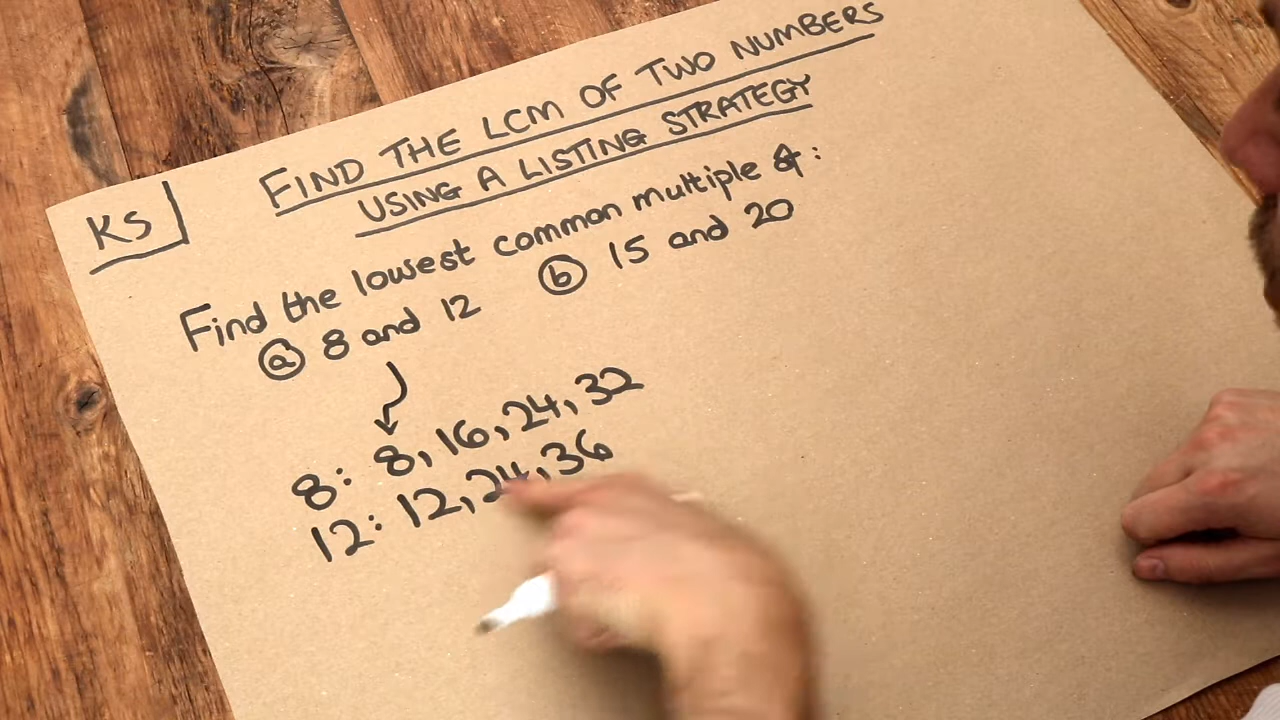 KS
FIND THE LCM OF TWO NUMBERS
USING A LISTING STRATEGY
Find the lowest common multiple of:
a 8 and 12 b 15 and 20
8: 8, 16, 24, 32
12: 12, 24, 36